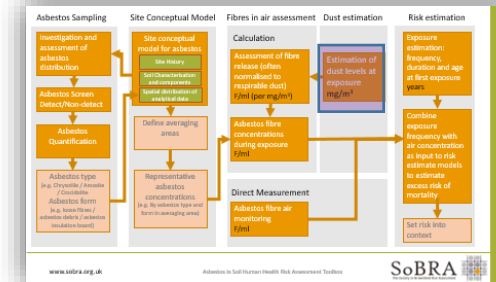 Asbestos Sampling
Investigation and
assessment of
asbestos
distribution
Asbestos Screen
Detect/Non-detect
Asbestos
Quantification
Asbestos type
(e.g. Chrysotile / Amosite /
Crocidolite)
Asbestos form
(e.g. loose fibres /
asbestos debris / asbestos
insulation board)
Site Conceptual Model
Site conceptual
model for asbestos
Site History
Soil Characterisation
and components
Spatial distribution of
analytical data
Define averaging
areas
Representative
asbestos
concentrations
(e.g. By asbestos type and
form in averaging area)
Fibres in air assessment
Calculation
Assessment of fibre
release (often
normalised to
respirable dust)
F/ml (per mg/m³)
Asbestos fibre
concentrations
during exposure
F/ml
Direct Measurement
Asbestos fibre air
monitoring
F/ml
Dust estimation
Estimation of
dust levels at
exposure
mg/m³
Risk estimation
Exposure
estimation:
frequency,
duration and age
at first exposure
years
Combine
exposure
frequency with
air concentration
as input to risk
estimate models
to estimate
excess risk of
mortality
Set risk into
context
www.sobra.org.uk
Asbestos in Soil Human Health Risk Assessment Toolbox
SoBRA